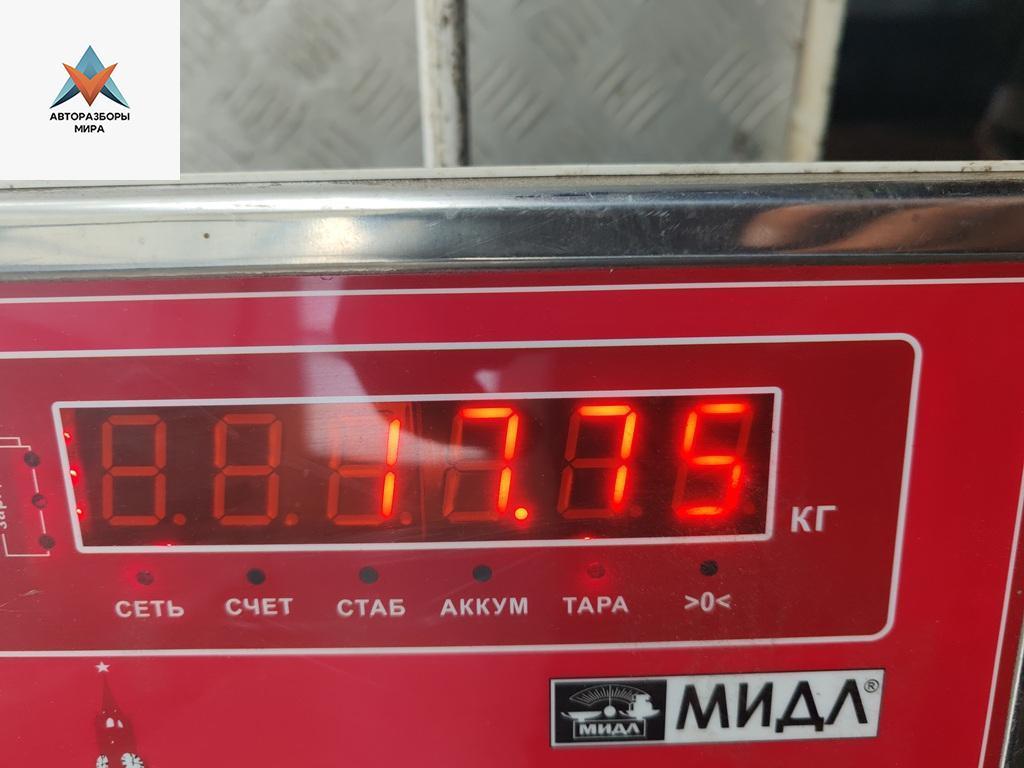 АВТОРАЗБОРЫ
МИРА
17.75
КГ
СЕТЬ СЧЕТ СТАБ АККУМ ТАРА >0<
МИДЛ МИДЛ®